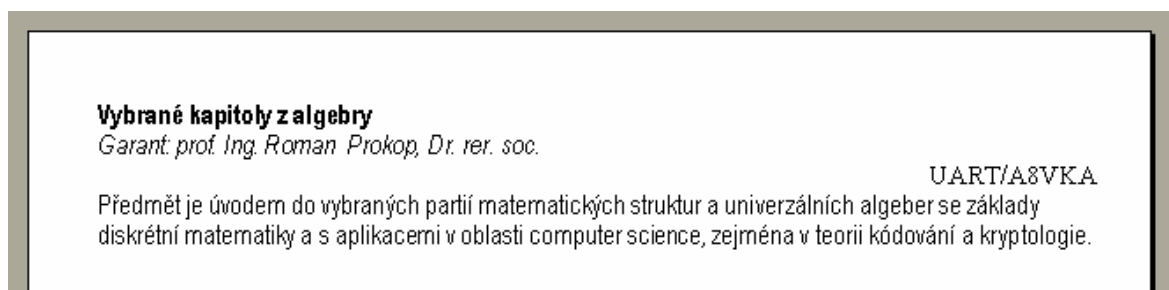 Vybrané kapitoly z algebry
Garant: prof. Ing. Roman Prokop, Dr. rer. soc.
UART/A8VKA
Předmět je úvodem do vybraných partií matematických struktur a univerzálních algeber se základy
diskrétní matematiky a s aplikacemi v oblasti computer science, zejména v teorii kódování a kryptologie.